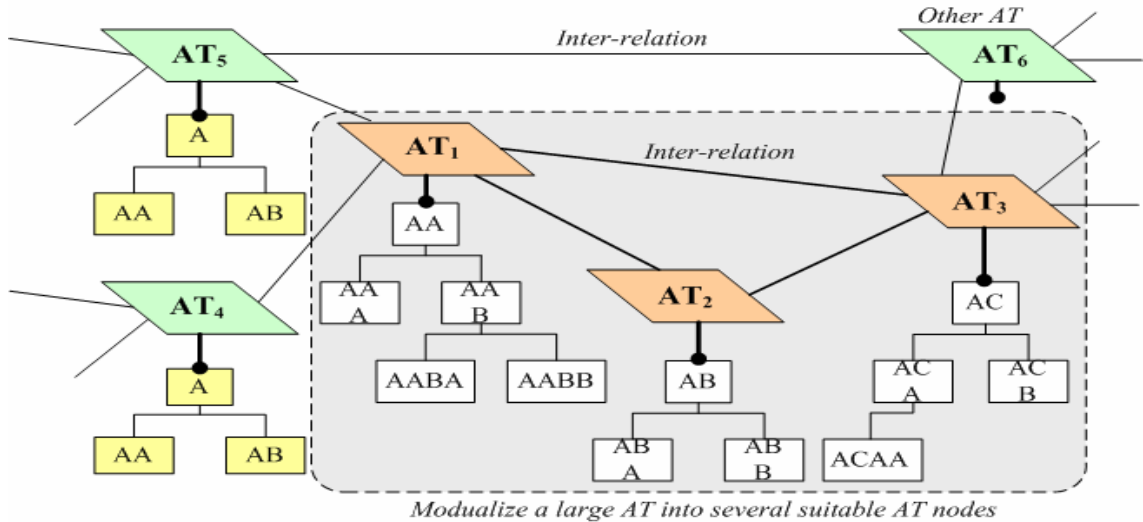 Other AT
Inter-relation
AT5
AT6
A
AA
AB
AT1
Inter-relation
AT3
AA
AA
A
AA
B
AABA
AABB
AT2
AB
AB
A
AB
B
AC
AC
A
AC
B
ACAA
AT4
A
AA
AB
Modualize a large AT into several suitable AT nodes